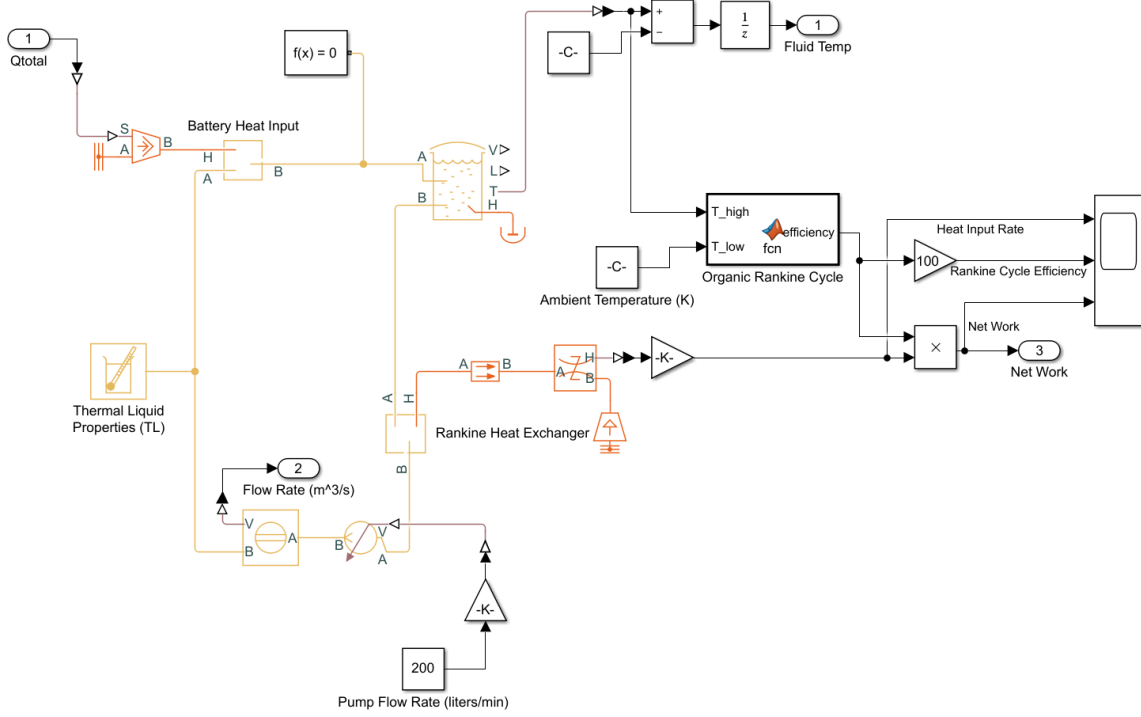 1
Qtotal
f(x) = 0
-C-
+
−
1
z
1
Fluid Temp
Battery Heat Input
S
A
B
H
A
B
A
B
V
L
T
H
T_high
T_low
efficiency
fcn
Organic Rankine Cycle
-C-
Ambient Temperature (K)
Heat Input Rate
100
Rankine Cycle Efficiency
Net Work
×
3
Net Work
Thermal Liquid
Properties (TL)
A
B
A
H
B
-K-
A
H
B
Rankine Heat Exchanger
2
Flow Rate (m^3/s)
V
B
A
B
V
A
-K-
200
Pump Flow Rate (liters/min)